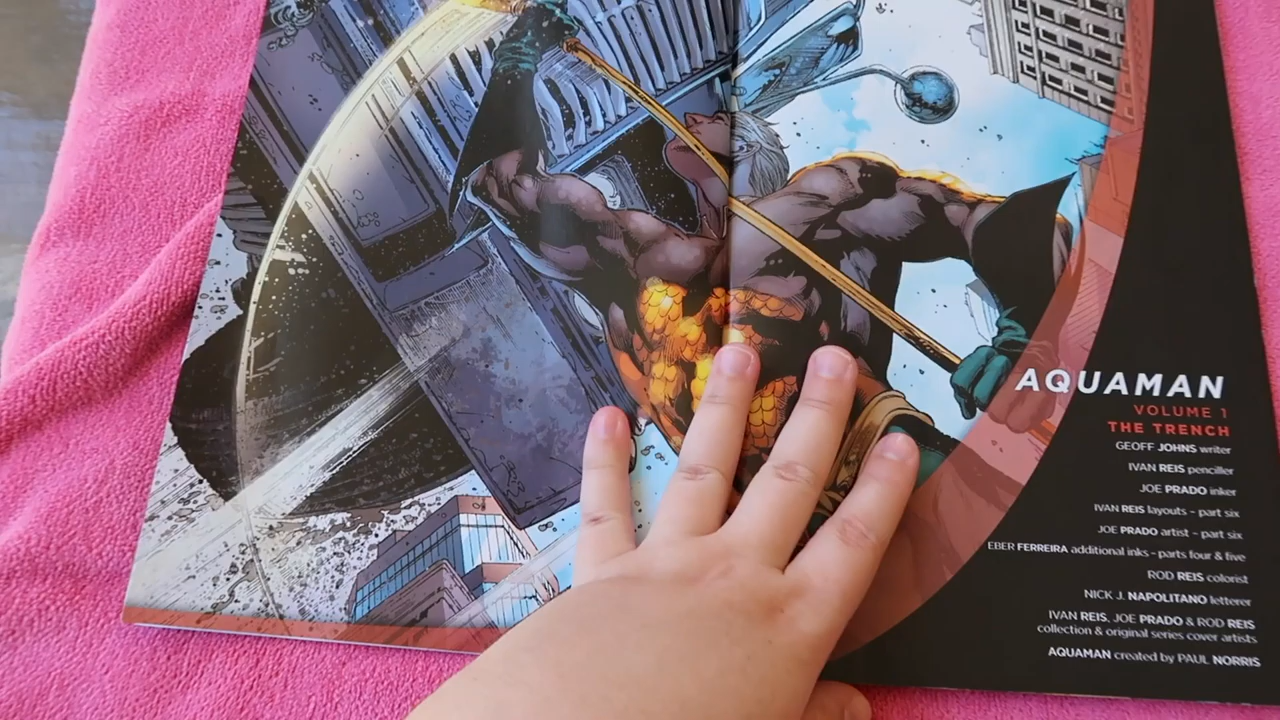 AQUAMAN
VOLUME 1
THE TRENCH
GEOFF JOHNS writer
IVAN REIS penciller
JOE PRADO inker
IVAN REIS layouts – part six
JOE PRADO artist – part six
EBER FERREIRA additional inks – parts four & five
ROD REIS colorist
NICK J. NAPOLITANO letterer
IVAN REIS, JOE PRADO & ROD REIS
collection & original series cover artists
AQUAMAN created by PAUL NORRIS